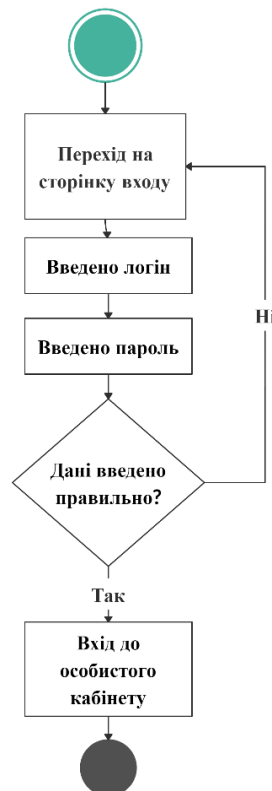 Перехід на
сторінку входу
Введено логін
Введено пароль
Ні
Дані введено
правильно?
Так
Вхід до
особистого
кабінету